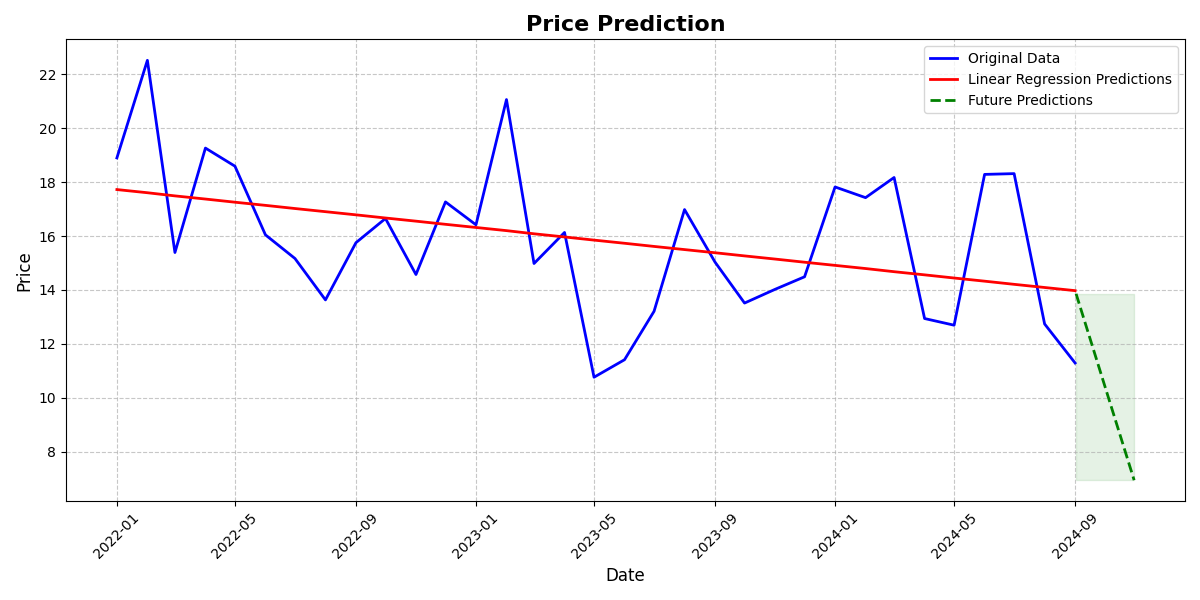 Price Prediction
Original Data
Linear Regression Predictions
Future Predictions
Price
22
20
18
16
14
12
10
8
2022-01
2022-05
2022-09
2023-01
2023-05
2023-09
2024-01
2024-05
2024-09
Date